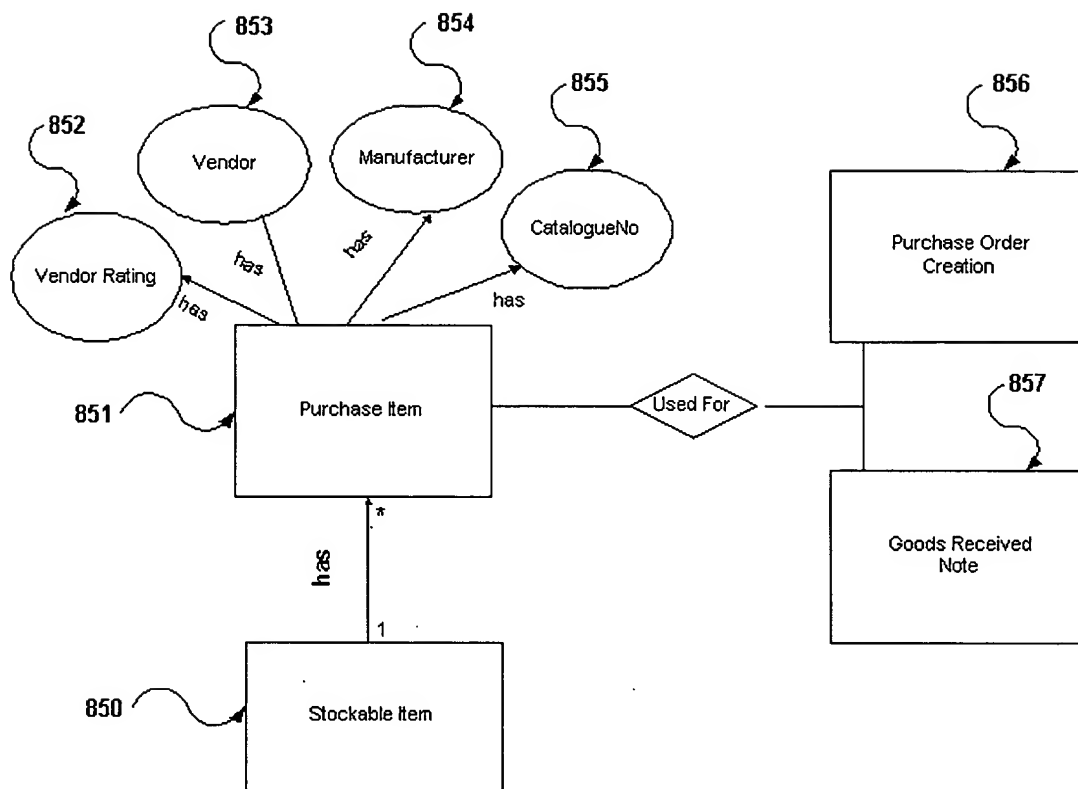 853
854
855
852
856
Vendor
Manufacturer
CatalogueNo
Vendor Rating
has
has
has
has
Purchase Order
Creation
857
851
Purchase Item
Used For
*
has
1
Goods Received
Note
850
Stockable Item